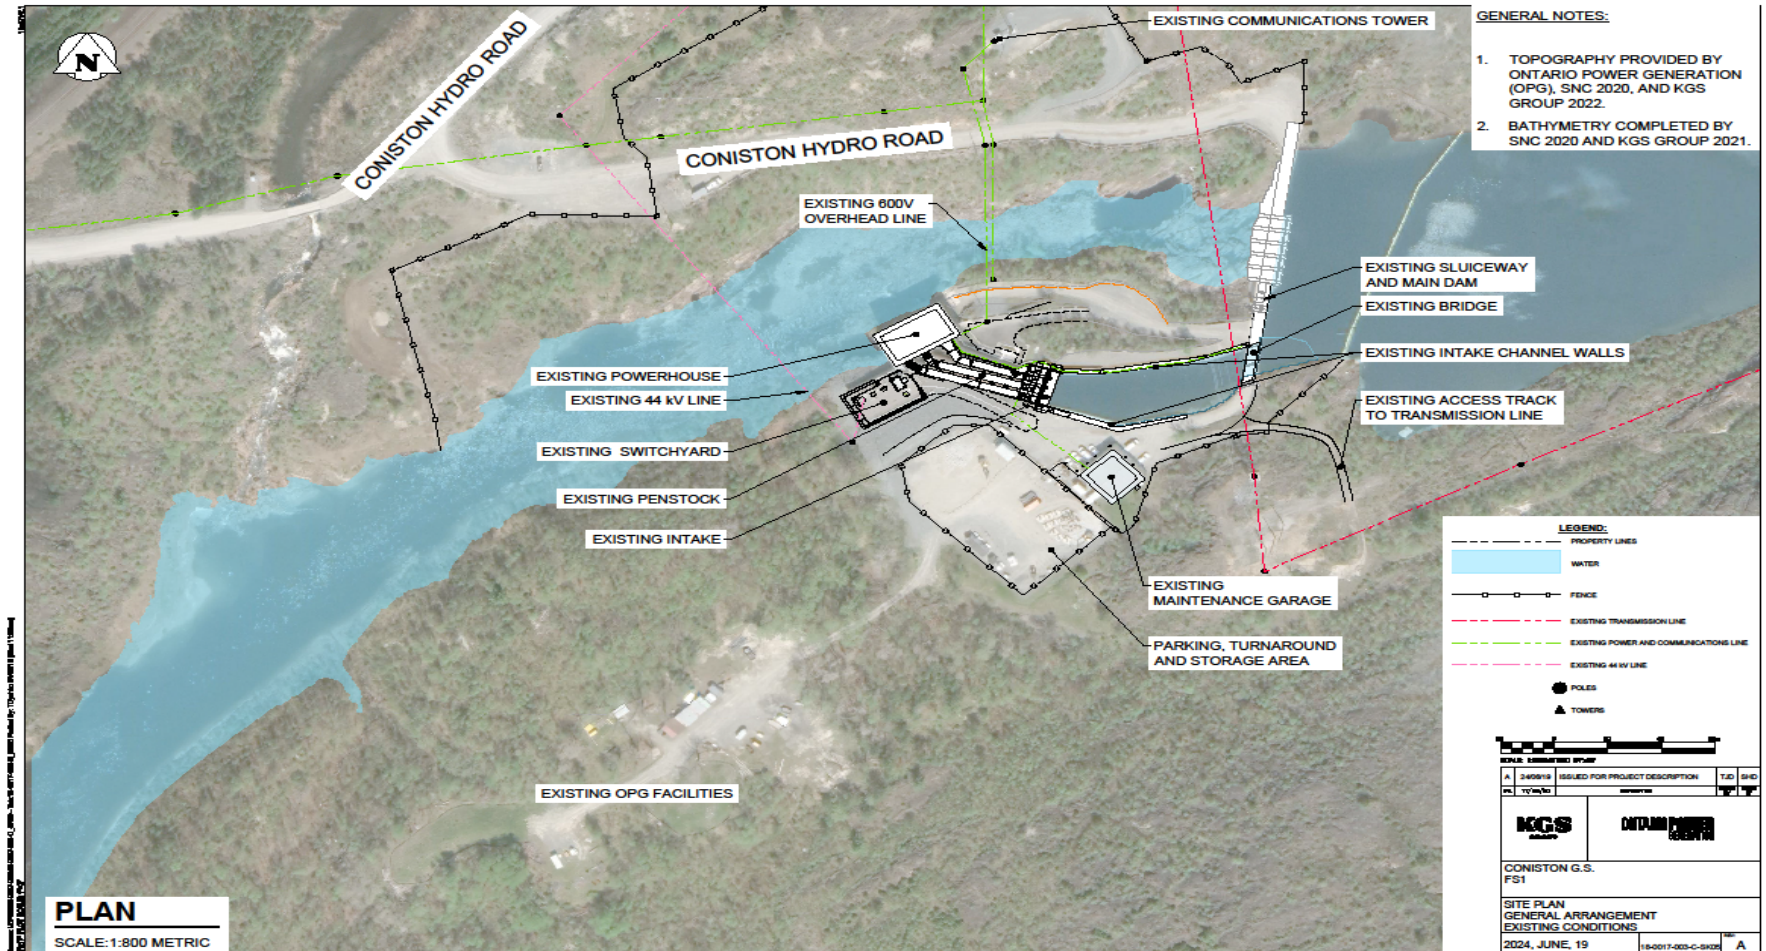 N
CONISTON HYDRO ROAD
CONISTON HYDRO ROAD
EXISTING COMMUNICATIONS TOWER
EXISTING 600V
OVERHEAD LINE
EXISTING SLUICEWAY
AND MAIN DAM
EXISTING BRIDGE
EXISTING INTAKE CHANNEL WALLS
EXISTING ACCESS TRACK
TO TRANSMISSION LINE
EXISTING POWERHOUSE
EXISTING 44 kV LINE
EXISTING SWITCHYARD
EXISTING PENSTOCK
EXISTING INTAKE
EXISTING
MAINTENANCE GARAGE
PARKING, TURNAROUND
AND STORAGE AREA
EXISTING OPG FACILITIES
PLAN
SCALE:1:800 METRIC
GENERAL NOTES:
1. TOPOGRAPHY PROVIDED BY
ONTARIO POWER GENERATION
(OPG), SNC 2020, AND KGS
GROUP 2022.
2. BATHYMETRY COMPLETED BY
SNC 2020 AND KGS GROUP 2021.
LEGEND:
PROPERTY LINES
WATER
FENCE
EXISTING TRANSMISSION LINE
EXISTING POWER AND COMMUNICATIONS LINE
EXISTING 44 kV LINE
POLES
TOWERS
A ISSUED FOR PROJECT DESCRIPTION TJD SHD
KGS
GROUP
ONTARIO POWER
GENERATION
CONISTON G.S.
FS1
SITE PLAN
GENERAL ARRANGEMENT
EXISTING CONDITIONS
2024, JUNE, 19
A